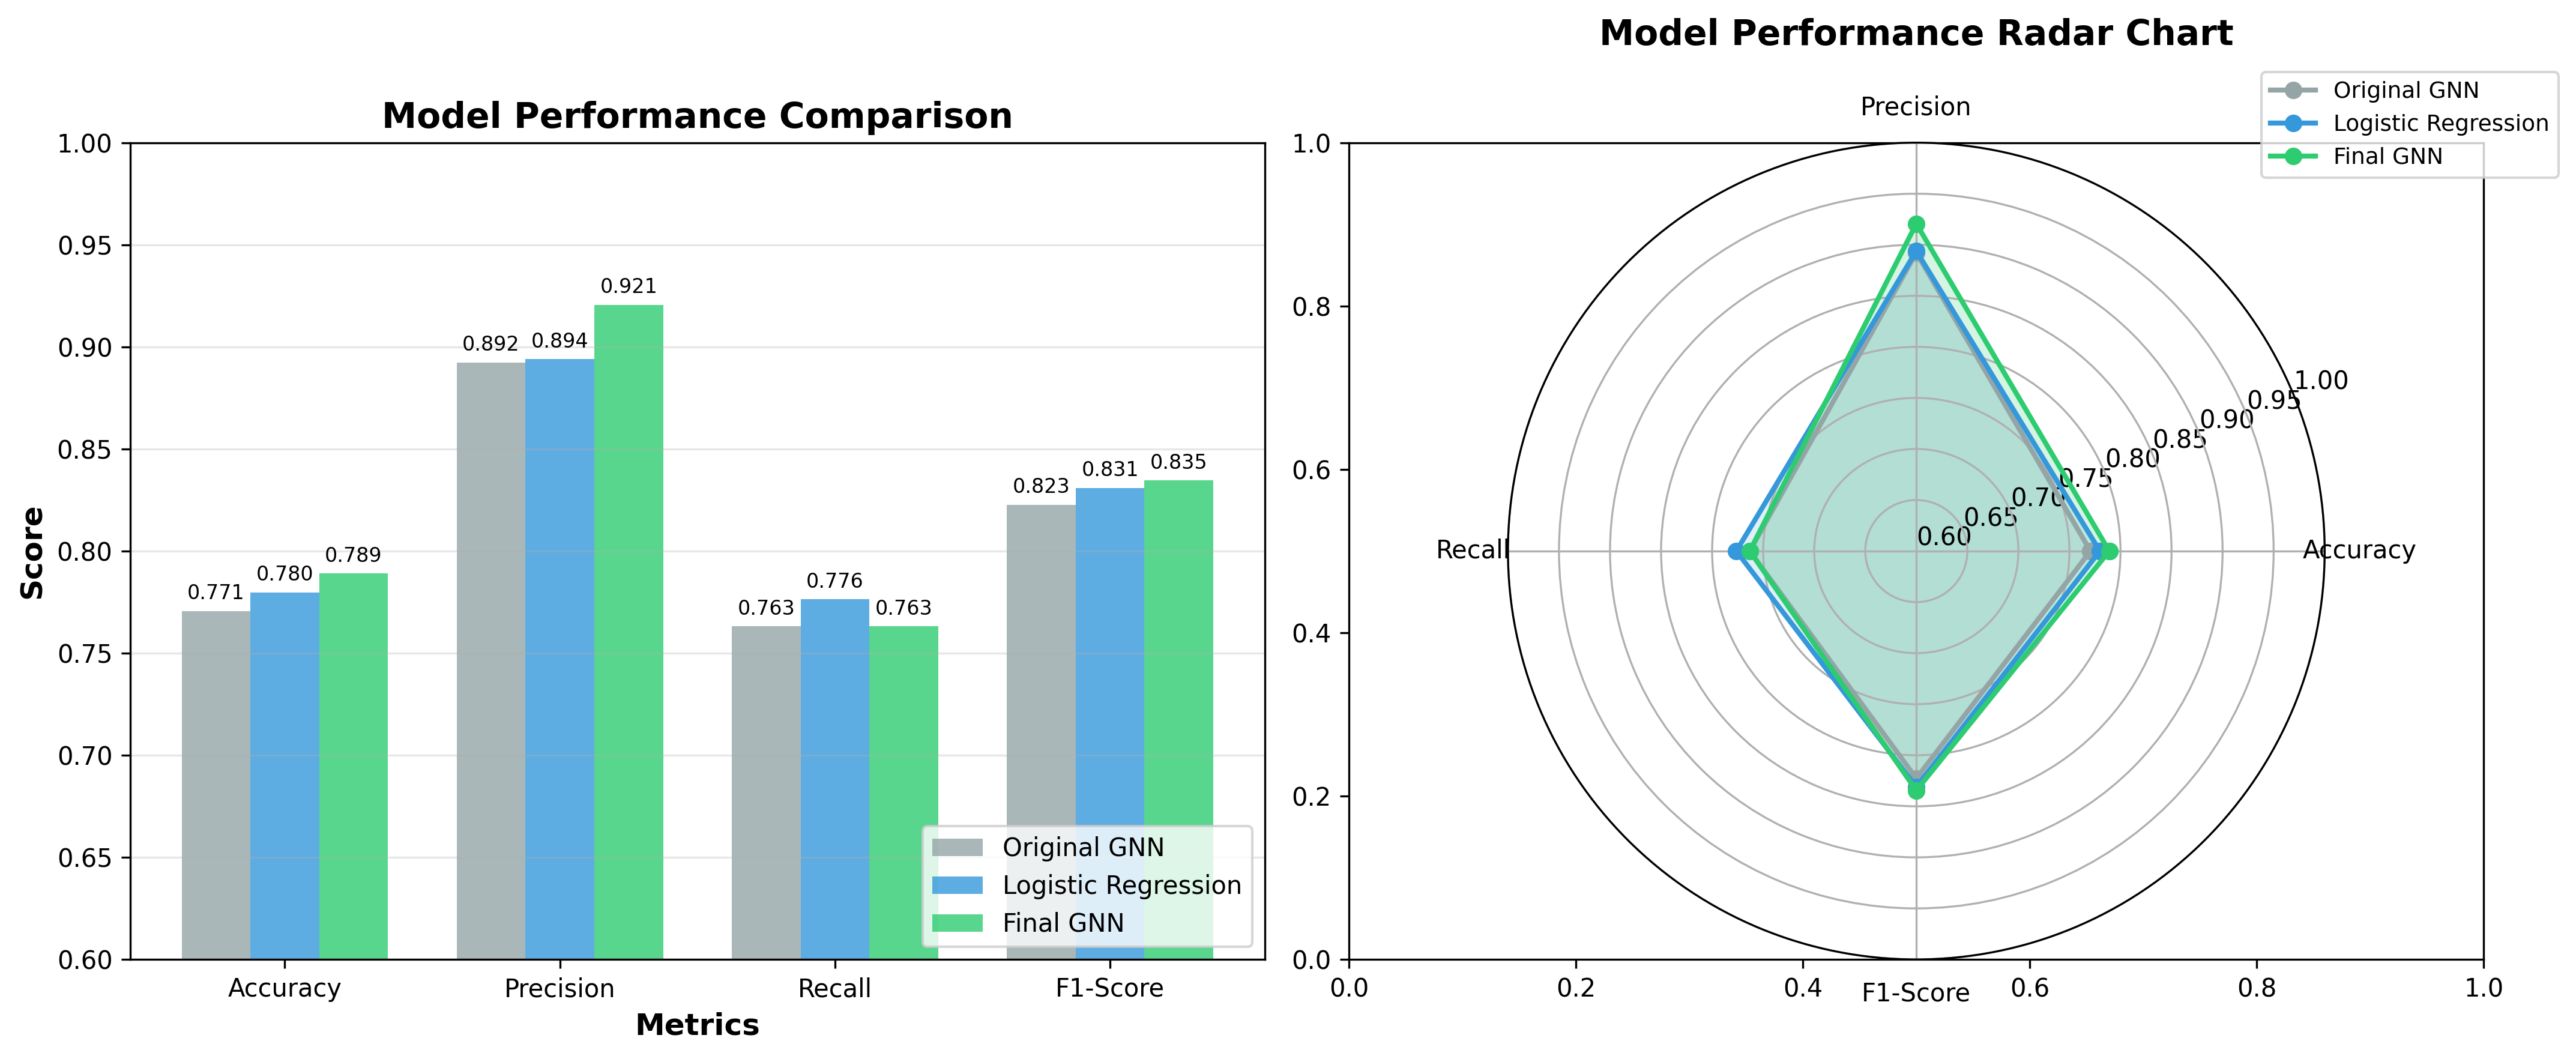 Model Performance Comparison
Score
1.00
0.95
0.90
0.85
0.80
0.75
0.70
0.65
0.60
0.771
0.780
0.789
0.892
0.894
0.921
0.763
0.776
0.763
0.823
0.831
0.835
Original GNN
Logistic Regression
Final GNN
Accuracy
Precision
Recall
F1-Score
Metrics
Model Performance Radar Chart
Original GNN
Logistic Regression
Final GNN
Precision
1.0
0.8
0.6
0.4
0.2
0.0
1.00
0.95
0.90
0.85
0.80
0.75
0.70
0.65
0.60
Recall
Accuracy
0.0
0.2
0.4
F1-Score
0.6
0.8
1.0